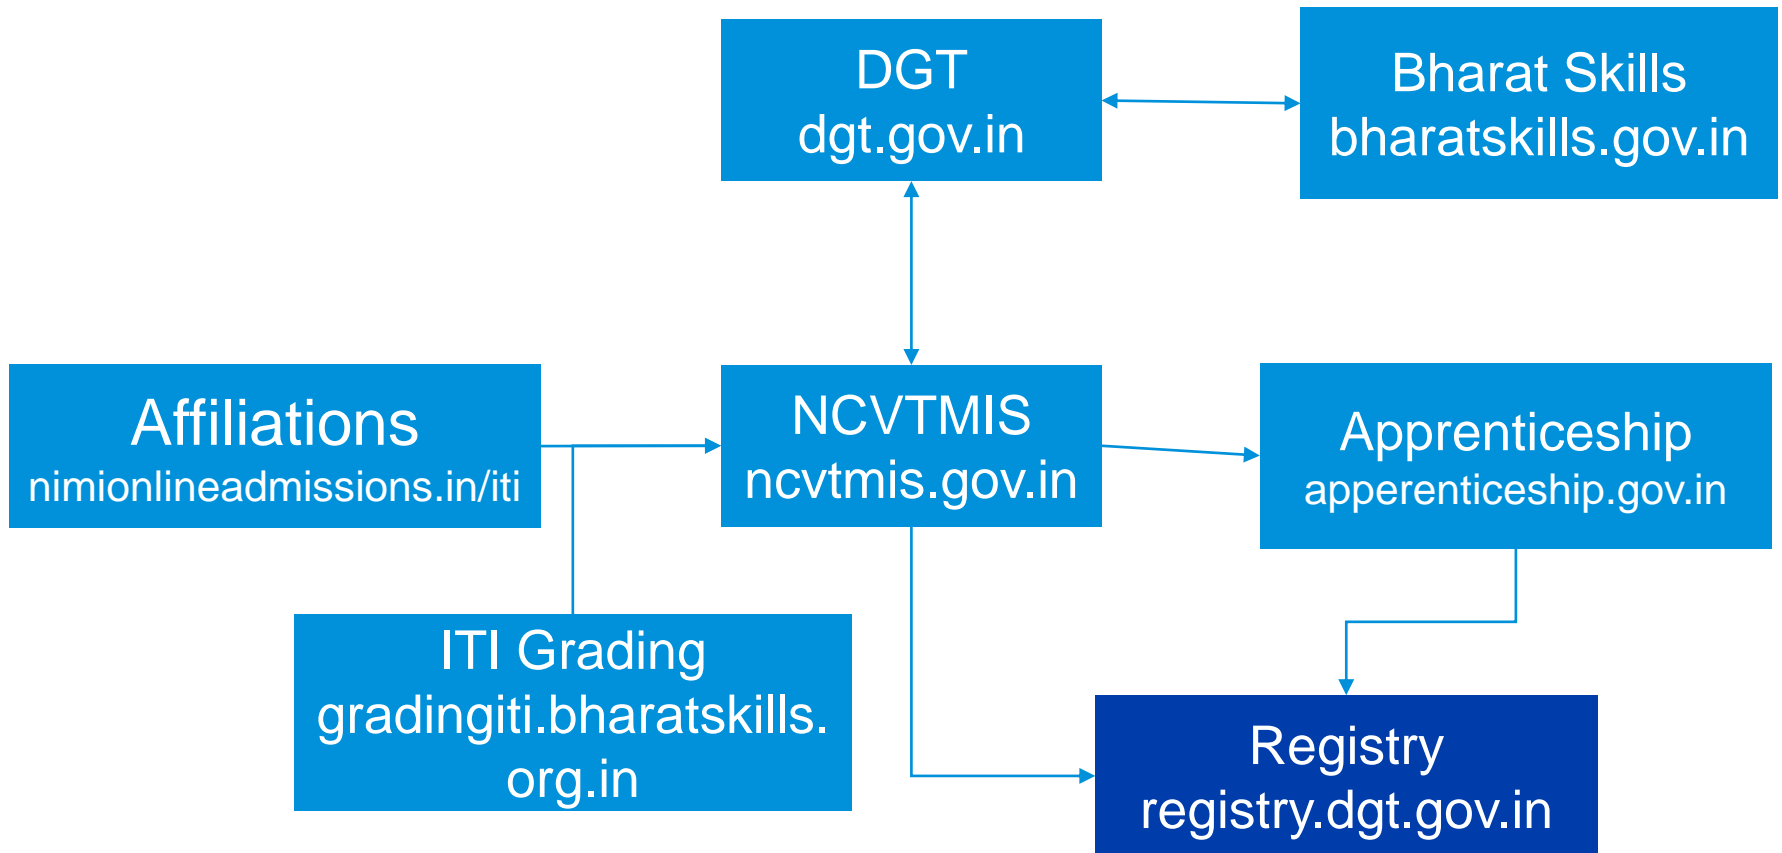 DGT
dgt.gov.in
Bharat Skills
bharatskills.gov.in
Affiliations
nimionlineadmissions.in/iti
NCVTMIS
ncvtmis.gov.in
Apprenticeship
apperenticeship.gov.in
ITI Grading
gradingiti.bharatskills.
org.in
Registry
registry.dgt.gov.in